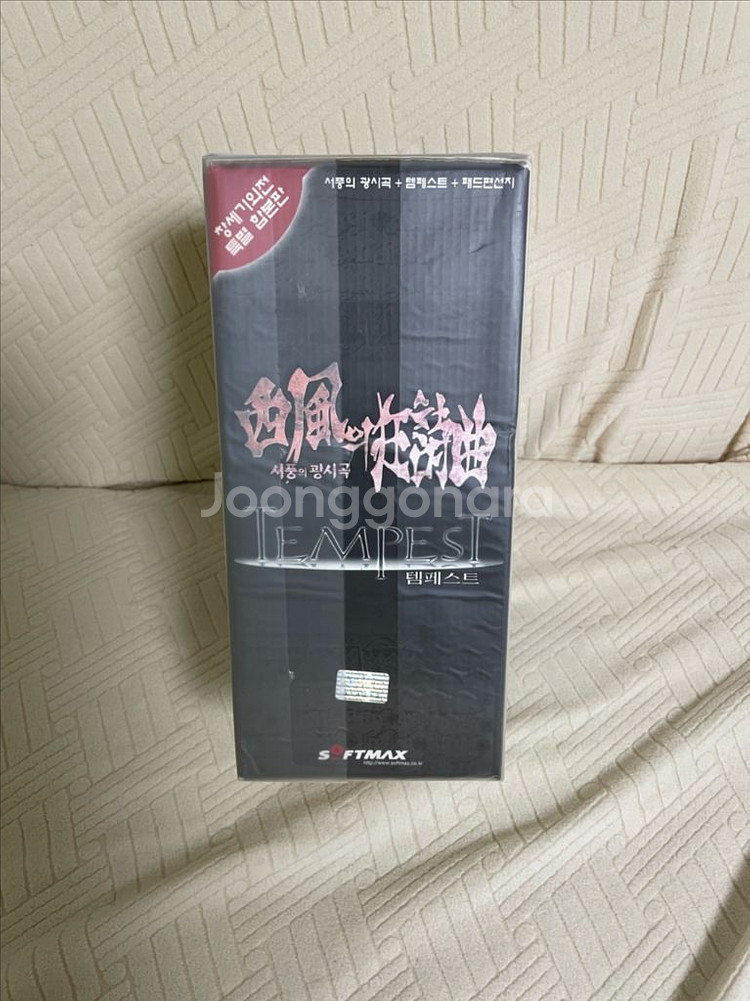 창세기외전
특별 합본판
서풍의 광시곡 + 템페스트 + 패드편선지
西風의狂詩曲
서풍의 광시곡
Joonggonara
TEMPEST
템페스트
SOFTMAX
http://www.softmax.co.kr